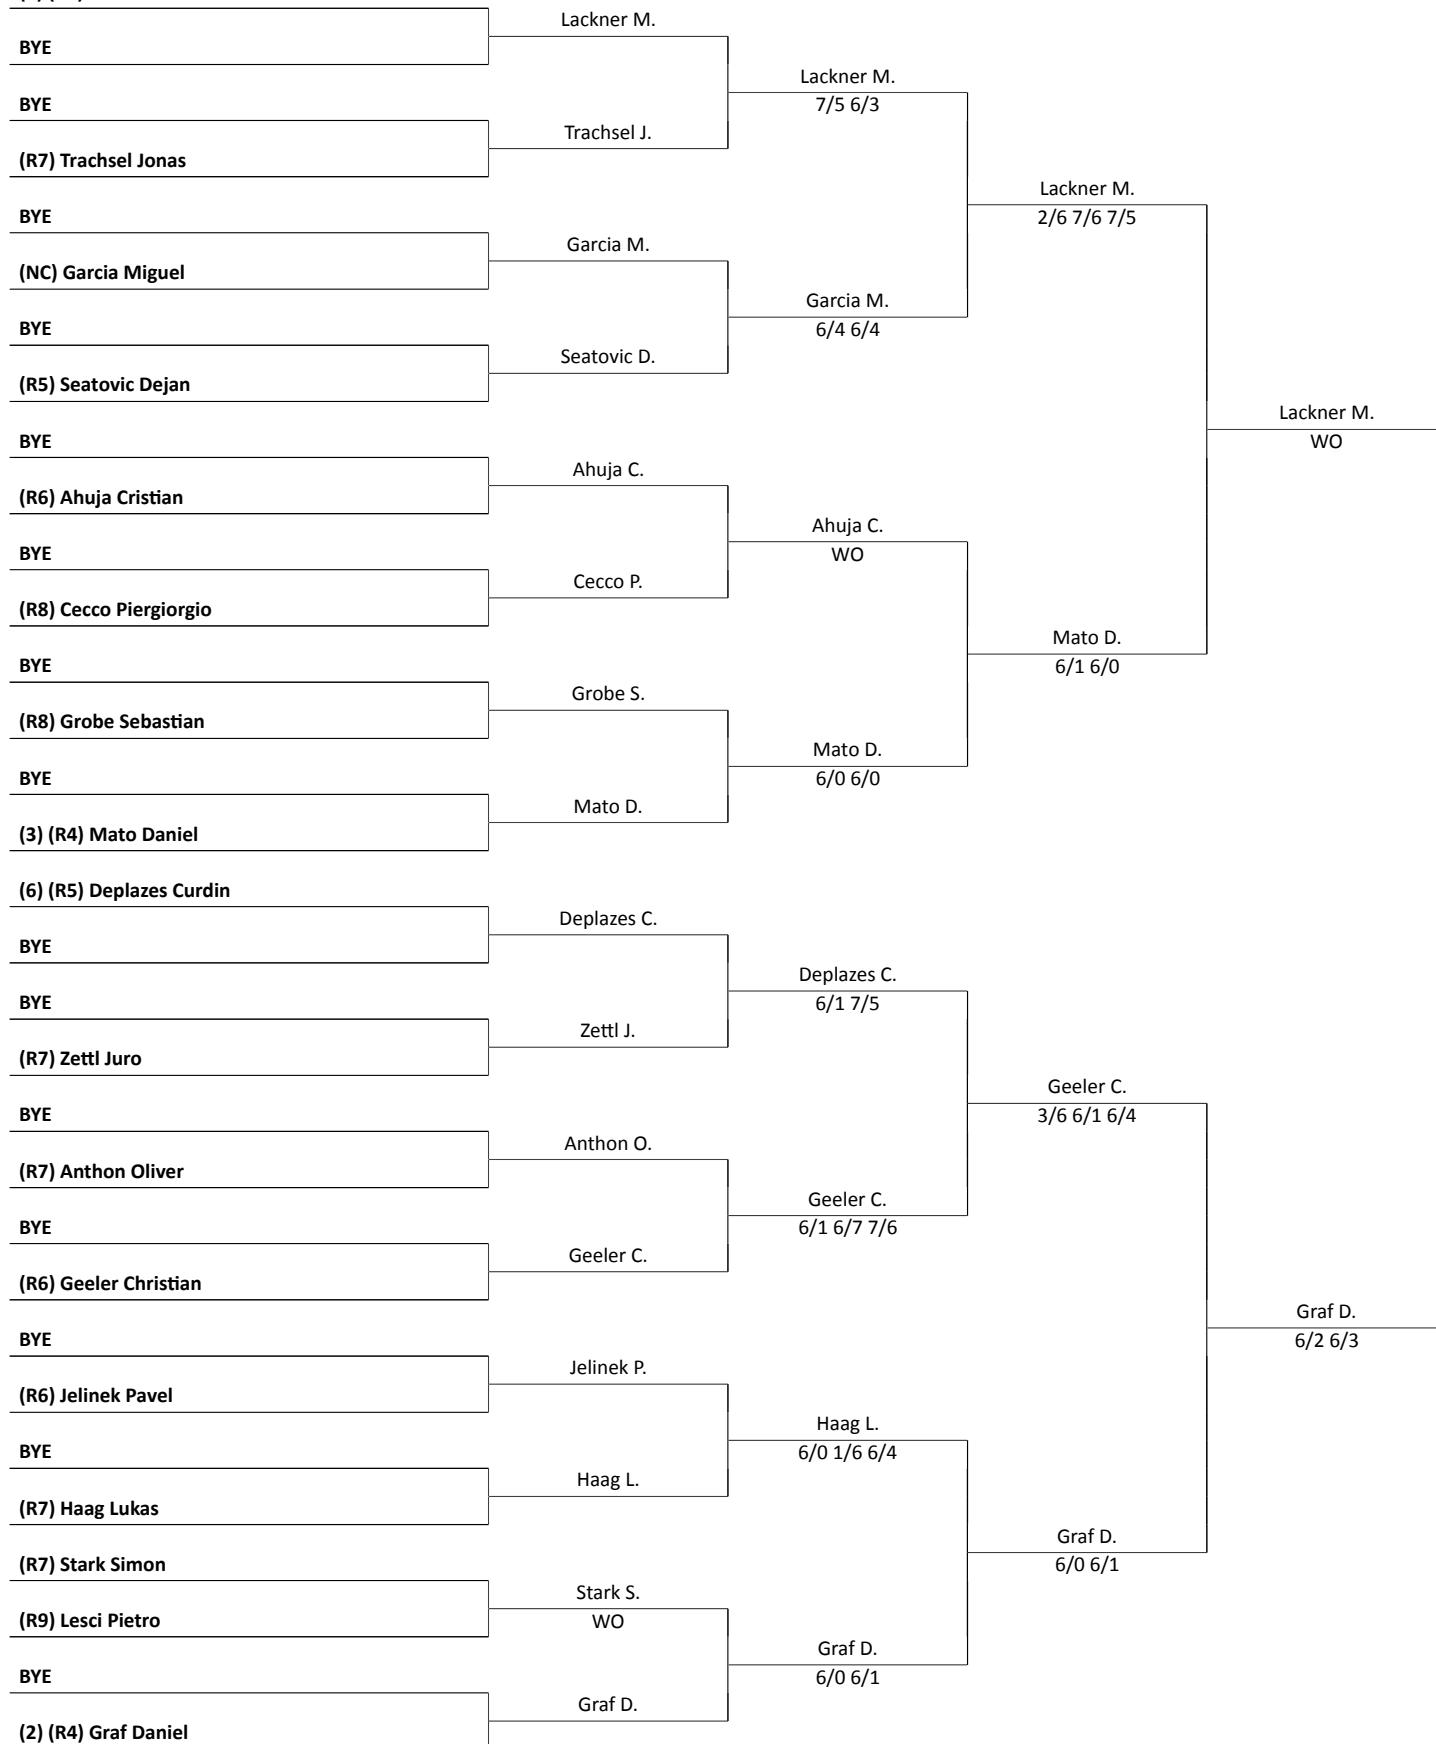 Lackner M.
BYE
Lackner M.
BYE
7/5 6/3
Trachsel J.
(R7) Trachsel Jonas
Lackner M.
BYE
2/6 7/6 7/5
Garcia M.
(NC) Garcia Miguel
Garcia M.
BYE
6/4 6/4
Seatovic D.
(R5) Seatovic Dejan
Lackner M.
BYE
WO
Ahuja C.
(R6) Ahuja Cristian
Ahuja C.
BYE
WO
Cecco P.
(R8) Cecco Piergiorgio
Mato D.
BYE
6/1 6/0
Grobe S.
(R8) Grobe Sebastian
Mato D.
BYE
6/0 6/0
Mato D.
(3) (R4) Mato Daniel
(6) (R5) Deplazes Curdin
Deplazes C.
BYE
Deplazes C.
BYE
6/1 7/5
Zettl J.
(R7) Zettl Juro
Geeler C.
BYE
3/6 6/1 6/4
Anthon O.
(R7) Anthon Oliver
Geeler C.
BYE
6/1 6/7 7/6
Geeler C.
(R6) Geeler Christian
Graf D.
BYE
6/2 6/3
Jelinek P.
(R6) Jelinek Pavel
Haag L.
BYE
6/0 1/6 6/4
Haag L.
(R7) Haag Lukas
Graf D.
(R7) Stark Simon
6/0 6/1
Stark S.
(R9) Lesci Pietro
WO
Graf D.
BYE
6/0 6/1
Graf D.
(2) (R4) Graf Daniel